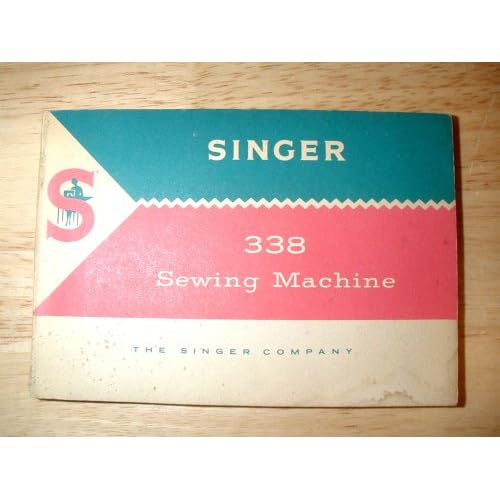 SINGER
S
338
Sewing Machine
THE SINGER COMPANY